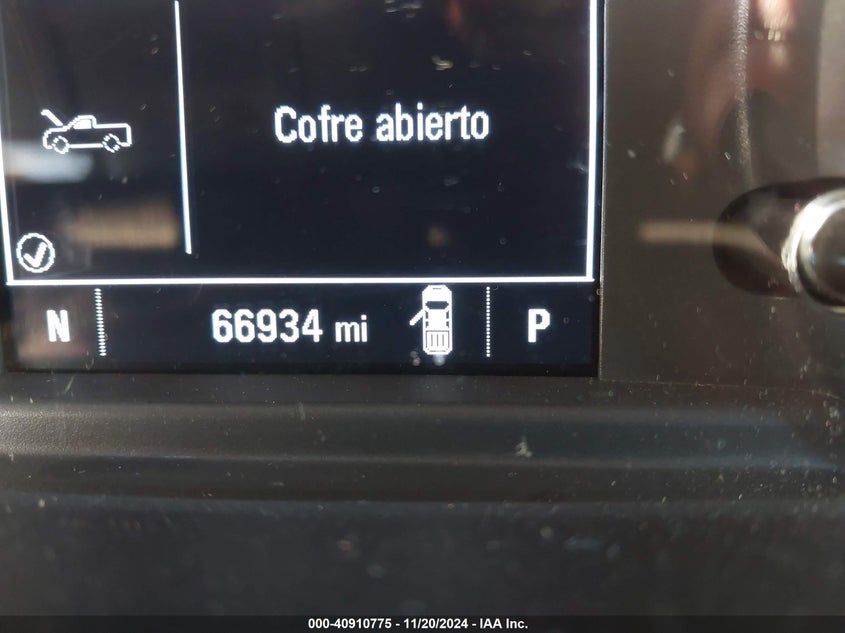 Cofre abierto
N 66934 mi P
000-40910775 - 11/20/2024 - IAA Inc.